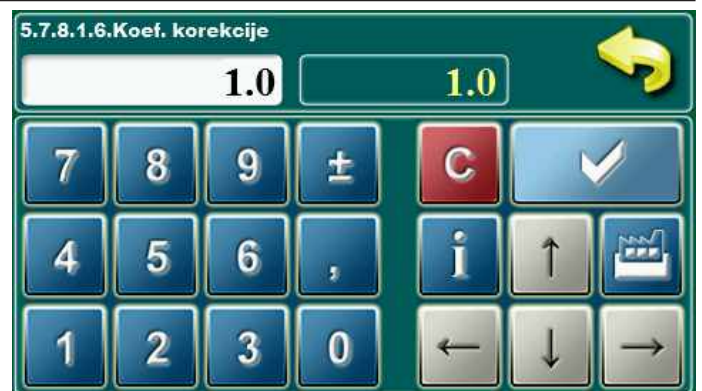 5.7.8.1.6.Koef. korekcije
1.0 1.0
7 8 9 ± C
4 5 6 , i ↑
1 2 3 0 ← ↓ →